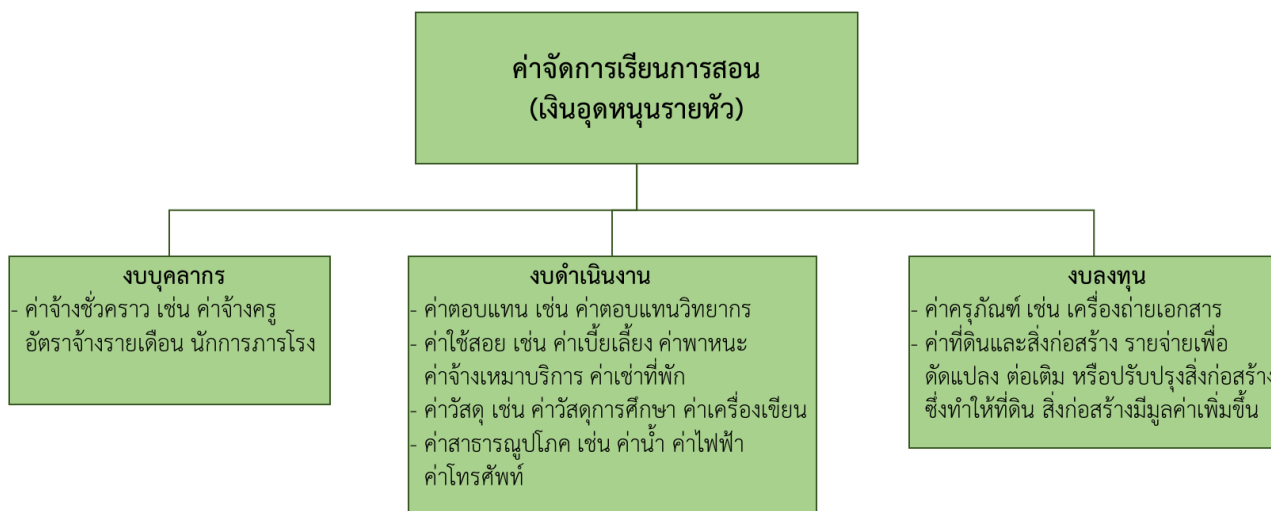 ค่าจัดการเรียนการสอน
(เงินอุดหนุนรายหัว)
งบบุคลากร
- ค่าจ้างชั่วคราว เช่น ค่าจ้างครู
อัตราจ้างรายเดือน นักการภารโรง
งบดำเนินงาน
- ค่าตอบแทน เช่น ค่าตอบแทนวิทยากร
- ค่าใช้สอย เช่น ค่าเบี้ยเลี้ยง ค่าพาหนะ
ค่าจ้างเหมาบริการ ค่าเช่าที่พัก
- ค่าวัสดุ เช่น ค่าวัสดุการศึกษา ค่าเครื่องเขียน
- ค่าสาธารณูปโภค เช่น ค่าน้ำ ค่าไฟฟ้า
ค่าโทรศัพท์
งบลงทุน
- ค่าครุภัณฑ์ เช่น เครื่องถ่ายเอกสาร
- ค่าที่ดินและสิ่งก่อสร้าง รายจ่ายเพื่อ
ดัดแปลง ต่อเติม หรือปรับปรุงสิ่งก่อสร้าง
ซึ่งทำให้ที่ดิน สิ่งก่อสร้างมีมูลค่าเพิ่มขึ้น